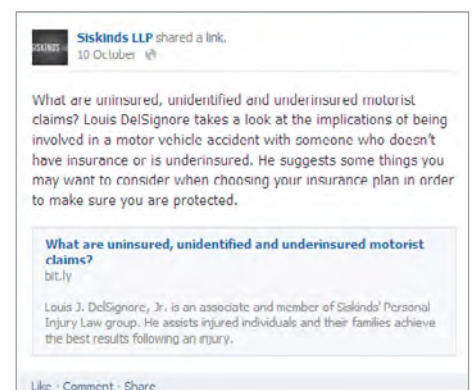 SISKINDS
Siskinds LLP shared a link.
10 October
What are uninsured, unidentified and underinsured motorist
claims? Louis DelSignore takes a look at the implications of being
involved in a motor vehicle accident with someone who doesn't
have insurance or is underinsured. He suggests some things you
may want to consider when choosing your insurance plan in order
to make sure you are protected.
What are uninsured, unidentified and underinsured motorist
claims?
bit.ly
Louis J. DelSignore, Jr. is an associate and member of Siskinds' Personal
Injury Law group. He assists injured individuals and their families achieve
the best results following an injury.
Like · Comment · Share